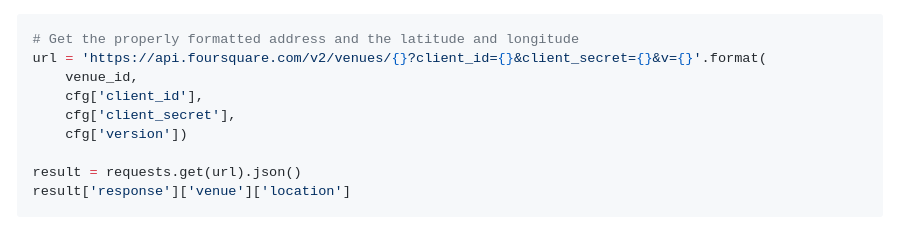 # Get the properly formatted address and the latitude and longitude
url = 'https://api.foursquare.com/v2/venues/{}?client_id={}&client_secret={}&v={}'.format(
    venue_id,
    cfg['client_id'],
    cfg['client_secret'],
    cfg['version'])

result = requests.get(url).json()
result['response']['venue']['location']